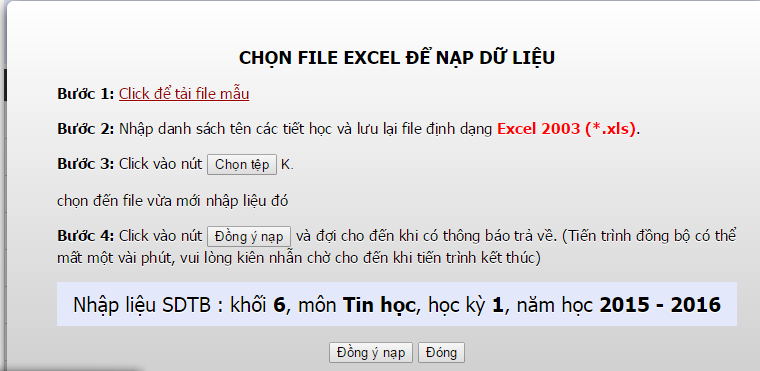 CHỌN FILE EXCEL ĐỂ NẠP DỮ LIỆU
Bước 1: Click để tải file mẫu
Bước 2: Nhập danh sách tên các tiết học và lưu lại file định dạng Excel 2003 (*.xls).
Bước 3: Click vào nút Chọn tệp K.
chọn đến file vừa mới nhập liệu đó
Bước 4: Click vào nút Đồng ý nạp và đợi cho đến khi có thông báo trả về. (Tiến trình đồng bộ có thể
mất một vài phút, vui lòng kiên nhẫn chờ cho đến khi tiến trình kết thúc)
Nhập liệu SDTB : khối 6, môn Tin học, học kỳ 1, năm học 2015 - 2016
Đồng ý nạp Đóng